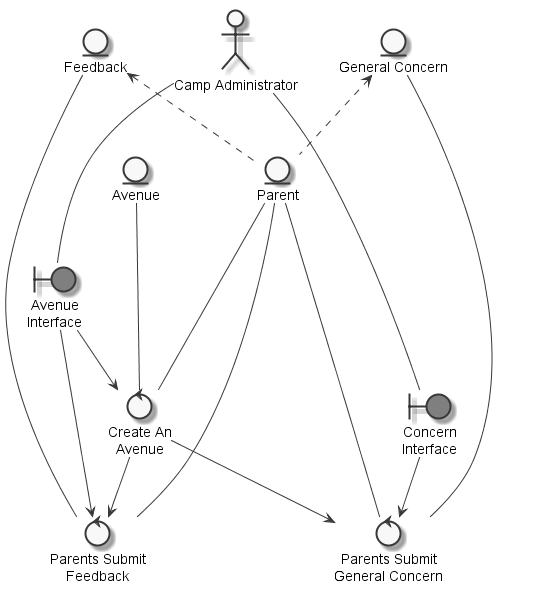 Feedback
General Concern
Camp Administrator
Avenue
Parent
Avenue
Interface
Create An
Avenue
Concern
Interface
Parents Submit
Feedback
Parents Submit
General Concern